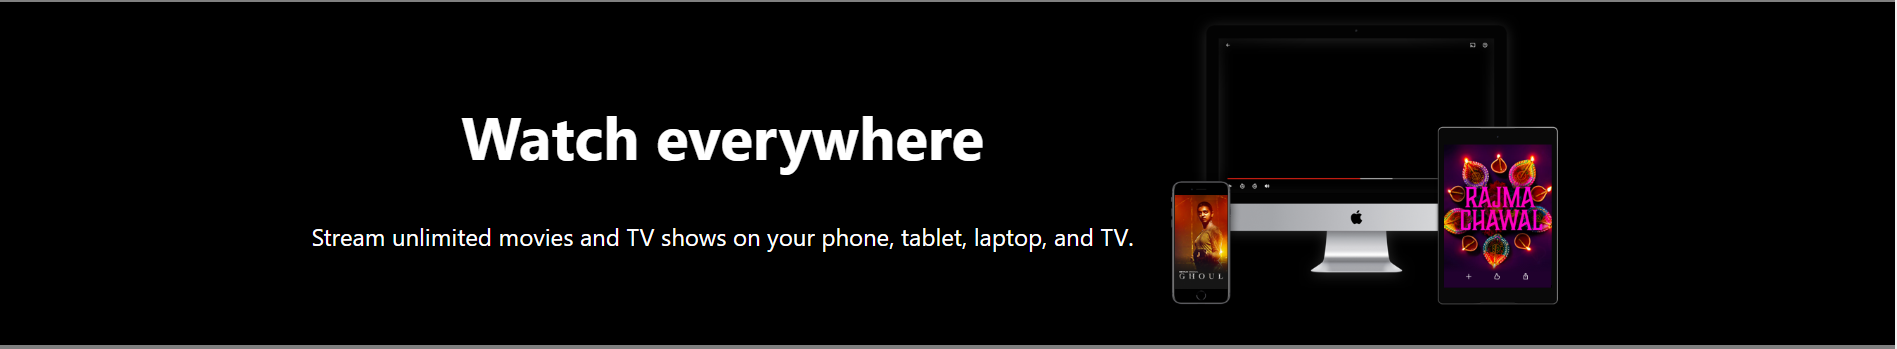 Watch everywhere
Stream unlimited movies and TV shows on your phone, tablet, laptop, and TV.
GHOUL
RAJMA
CHAWAL